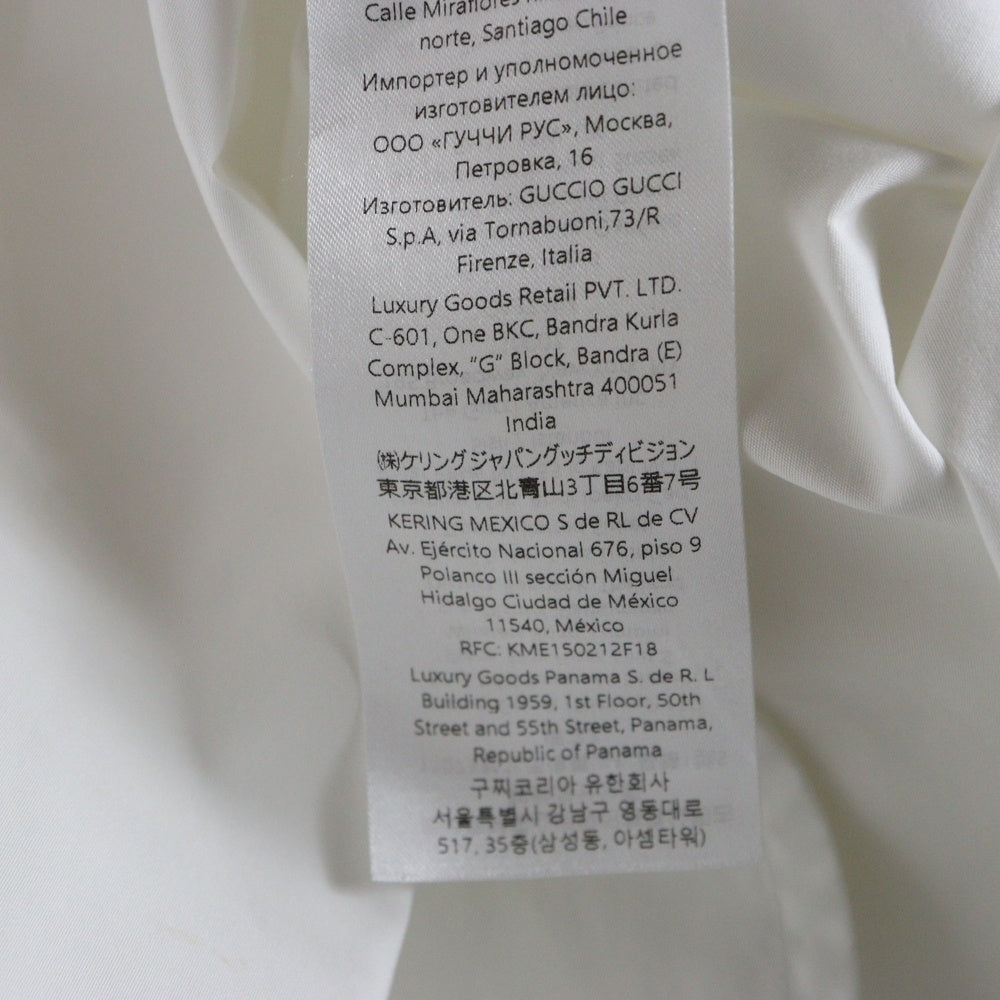 Calle Miraflores
norte, Santiago Chile
Импортер и уполномоченное
изготовителем лицо:
ООО «ГУЧЧИ РУС», Москва,
Петровка, 16
Изготовитель: GUCCIO GUCCI
S.p.A, via Tornabuoni,73/R
Firenze, Italia
Luxury Goods Retail PVT. LTD.
C-601, One BKC, Bandra Kurla
Complex, "G" Block, Bandra (E)
Mumbai Maharashtra 400051
India
㈱ケリングジャパングッチディビジョン
東京都港区北青山3丁目6番7号
KERING MEXICO S de RL de CV
Av. Ejército Nacional 676, piso 9
Polanco III sección Miguel
Hidalgo Ciudad de México
11540, México
RFC: KME150212F18
Luxury Goods Panama S. de R. L
Building 1959, 1st Floor, 50th
Street and 55th Street, Panama,
Republic of Panama
구찌코리아 유한회사
서울특별시 강남구 영동대로
517, 35층(삼성동, 아셈타워)